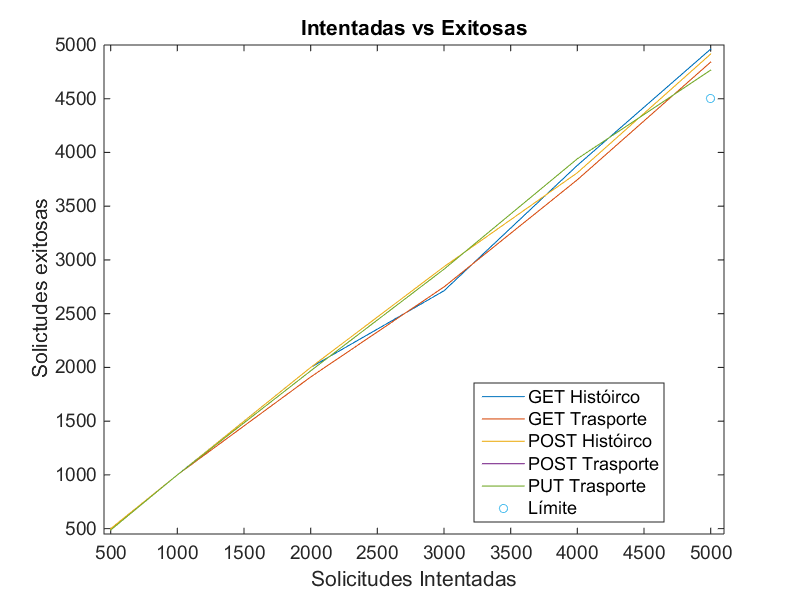 Intentadas vs Exitosas
5000
4500
4000
3500
3000
2500
2000
1500
1000
500
Solictudes exitosas
GET Históirco
GET Trasporte
POST Históirco
POST Trasporte
PUT Trasporte
Límite
500 1000 1500 2000 2500 3000 3500 4000 4500 5000
Solicitudes Intentadas